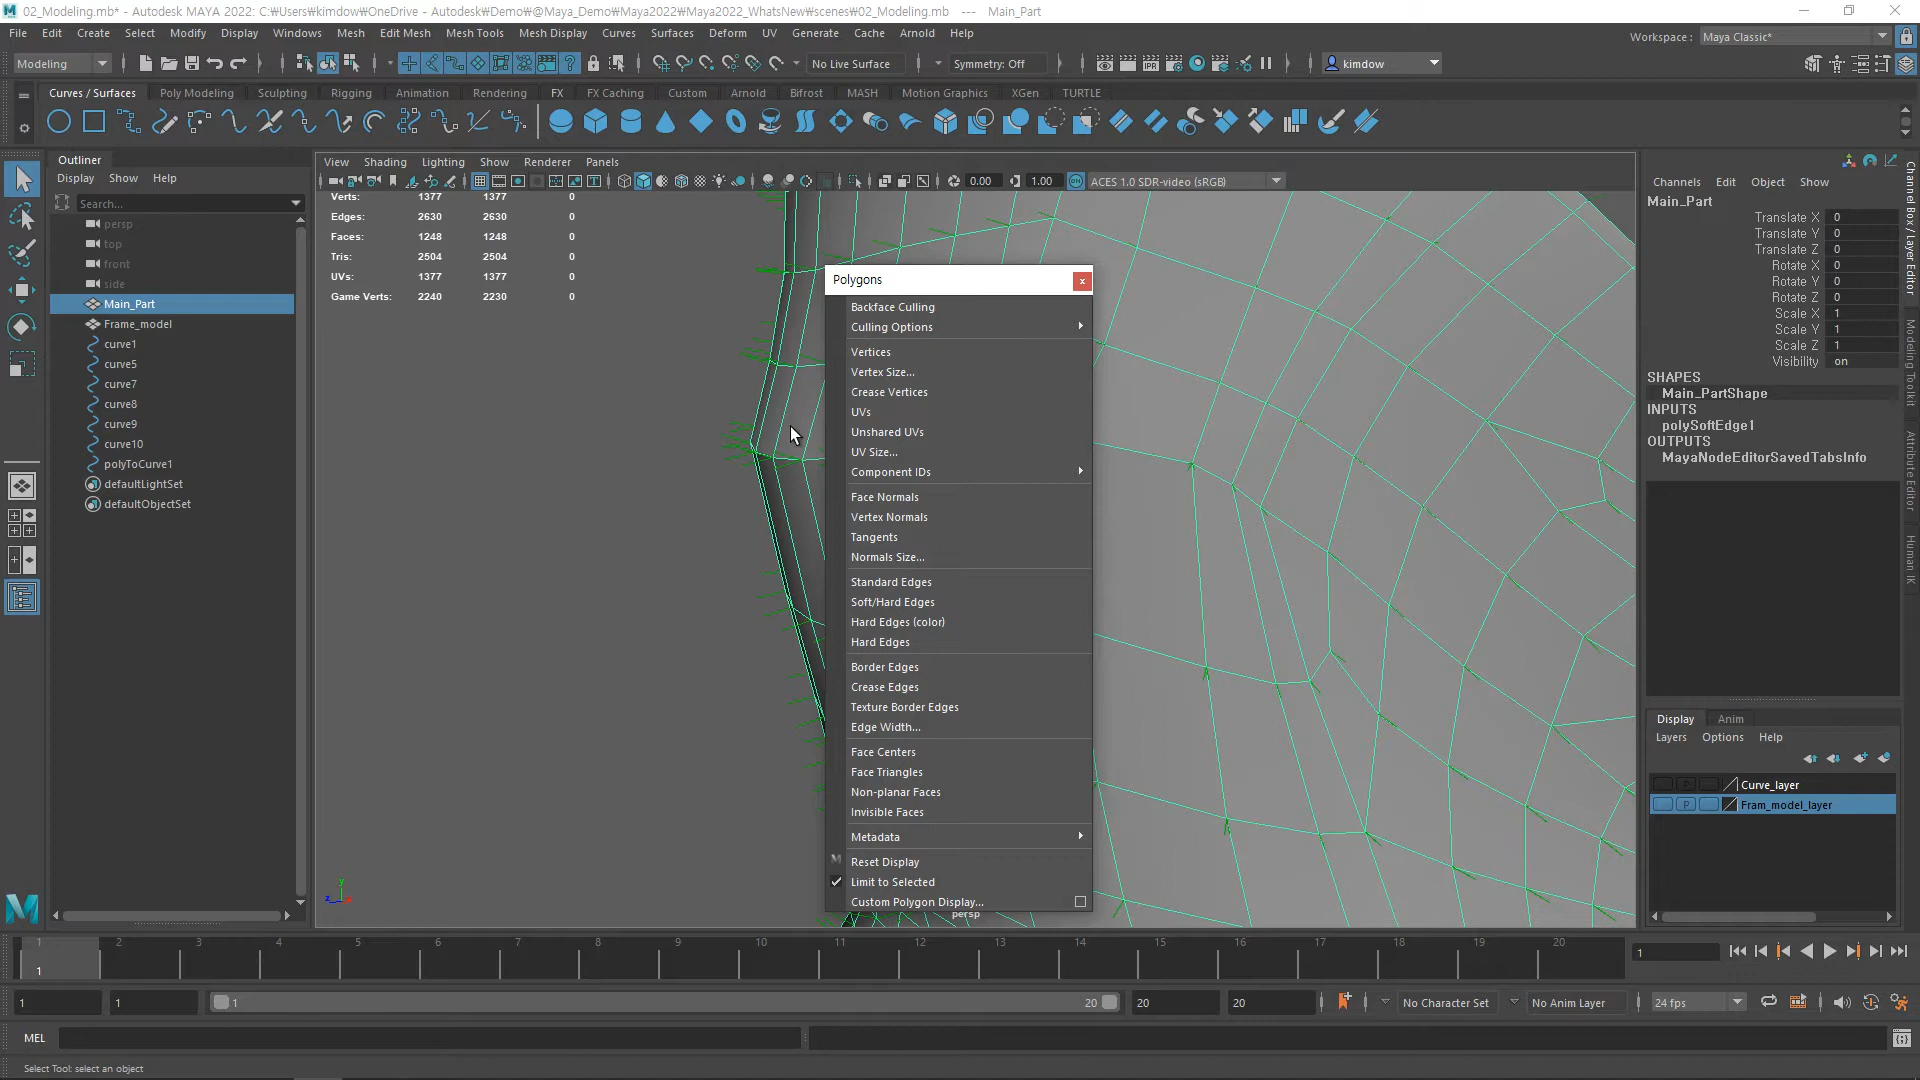 02_Modeling.mb* - Autodesk MAYA 2022: C:₩Users₩kimdow₩OneDrive - Autodesk₩Demo₩@Maya_Demo₩Maya2022₩Maya2022_WhatsNew₩scenes₩02_Modeling.mb   ---   Main_Part
File Edit Create Select Modify Display Windows Mesh Edit Mesh Mesh Tools Mesh Display Curves Surfaces Deform UV Generate Cache Arnold Help
Workspace : Maya Classic*
Modeling No Live Surface Symmetry: Off IPR kimdow
Curves / Surfaces Poly Modeling Sculpting Rigging Animation Rendering FX FX Caching Custom Arnold Bifrost MASH Motion Graphics XGen TURTLE
Outliner
Display Show Help
Search...
persp
top
front
side
Main_Part
Frame_model
curve1
curve5
curve7
curve8
curve9
curve10
polyToCurve1
defaultLightSet
defaultObjectSet
View Shading Lighting Show Renderer Panels
0.00 1.00 ACES 1.0 SDR-video (sRGB)
Verts: 1377 1377 0
Edges: 2630 2630 0
Faces: 1248 1248 0
Tris: 2504 2504 0
UVs: 1377 1377 0
Game Verts: 2240 2230 0
Polygons x
Backface Culling
Culling Options
Vertices
Vertex Size...
Crease Vertices
UVs
Unshared UVs
UV Size...
Component IDs
Face Normals
Vertex Normals
Tangents
Normals Size...
Standard Edges
Soft/Hard Edges
Hard Edges (color)
Hard Edges
Border Edges
Crease Edges
Texture Border Edges
Edge Width...
Face Centers
Face Triangles
Non-planar Faces
Invisible Faces
Metadata
Reset Display
Limit to Selected
Custom Polygon Display...
persp
y
z
Channels Edit Object Show
Main_Part
Translate X 0
Translate Y 0
Translate Z 0
Rotate X 0
Rotate Y 0
Rotate Z 0
Scale X 1
Scale Y 1
Scale Z 1
Visibility on
SHAPES
Main_PartShape
INPUTS
polySoftEdge1
OUTPUTS
MayaNodeEditorSavedTabsInfo
Display Anim
Layers Options Help
P Curve_layer
P Fram_model_layer
Channel Box / Layer Editor
Modeling Toolkit
Attribute Editor
Human IK
1 2 3 4 5 6 7 8 9 10 11 12 13 14 15 16 17 18 19 20
1
1
1 1 1 20 20 20 No Character Set No Anim Layer 24 fps
MEL
Select Tool: select an object